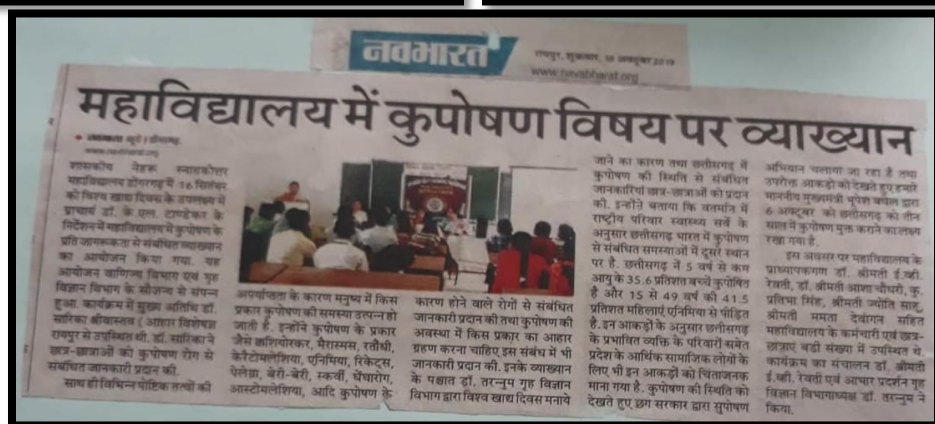 नवभारत
रायपुर, शुक्रवार, 18 अक्टूबर 2019
www.navabharat.org
महाविद्यालय में कुपोषण विषय पर व्याख्यान
www.navabharat.org
शासकीय नेहरू स्नातकोत्तर
महाविद्यालय डोंगरगढ़ में 16 सितंबर
को विश्व खाद्य दिवस के उपलक्ष्य में
प्राचार्य डॉ. के.एल. टाण्डेकर के
निर्देशन में महाविद्यालय में कुपोषण के
प्रति जागरूकता से संबंधित व्याख्यान
का आयोजन किया गया. यह
आयोजन वाणिज्य विभाग एवं गृह
विज्ञान विभाग के सौजन्य से संपन्न
हुआ. कार्यक्रम में मुख्य अतिथि डॉ.
सारिका श्रीवास्तव (आहार विशेषज्ञ
रायपुर से उपस्थित थी. डॉ. सारिका ने
छात्र-छात्राओं को कुपोषण रोग से
संबंधित जानकारी प्रदान की.
साथ ही विभिन्न पोष्टिक तत्वों की
अपर्याप्तता के कारण मनुष्य में किस
प्रकार कुपोषण की समस्या उत्पन्न हो
जाती है. इन्होंने कुपोषण के प्रकार
जैसे क्वाशियोरकर, मैरास्मस, रतौंधी,
कैरेटोमलेशिया, एनिमिया, रिकेट्स,
पेलेग्रा, बेरी-बेरी, स्कर्वी, घेंघारोग,
आस्टोमलेशिया, आदि कुपोषण के
कारण होने वाले रोगों से संबंधित
जानकारी प्रदान की तथा कुपोषण की
अवस्था में किस प्रकार का आहार
ग्रहण करना चाहिए इस संबंध में भी
जानकारी प्रदान की. इनके व्याख्यान
के पश्चात डॉ. तरन्नुम गृह विज्ञान
विभाग द्वारा विश्व खाद्य दिवस मनाये
जाने का कारण तथा छत्तीसगढ़ में
कुपोषण की स्थिति से संबंधित
जानकारियां छात्र-छात्राओं को प्रदान
की. इन्होंने बताया कि वर्तमान में
राष्ट्रीय परिवार स्वास्थ्य सर्वे के
अनुसार छत्तीसगढ़ भारत में कुपोषण
से संबंधित समस्याओं में दूसरे स्थान
पर है. छत्तीसगढ़ में 5 वर्ष से कम
आयु के 35.6 प्रतिशत बच्चे कुपोषित
है और 15 से 49 वर्ष की 41.5
प्रतिशत महिलाएं एनिमिया से पीड़ित
है. इन आकड़ों के अनुसार छत्तीसगढ़
के प्रभावित व्यक्ति के परिवारों समेत
प्रदेश के आर्थिक सामाजिक लोगों के
लिए भी इन आकड़ों को चिंताजनक
माना गया है. कुपोषण की स्थिति को
देखते हुए छग सरकार द्वारा सुपोषण
अभियान चलाया जा रहा है तथा
उपरोक्त आकड़ों को देखते हुए हमारे
माननीय मुख्यमंत्री भूपेश बघेल द्वारा
6 अक्टूबर को छत्तीसगढ़ को तीन
साल में कुपोषण मुक्त कराने का लक्ष्य
रखा गया है.
इस अवसर पर महाविद्यालय के
प्राध्यापकगण डॉ. श्रीमती ई.व्ही.
रेवती, डॉ. श्रीमती आशा चौधरी, कु.
प्रतिभा सिंह, श्रीमती ज्योति साहू,
श्रीमती ममता देवांगन सहित
महाविद्यालय के कर्मचारी एवं छात्र-
छात्राएं बड़ी संख्या में उपस्थित थे.
कार्यक्रम का संचालन डॉ. श्रीमती
ई.व्ही. रेवती एवं आभार प्रदर्शन गृह
विज्ञान विभागाध्यक्ष डॉ. तरन्नुम ने
किया.